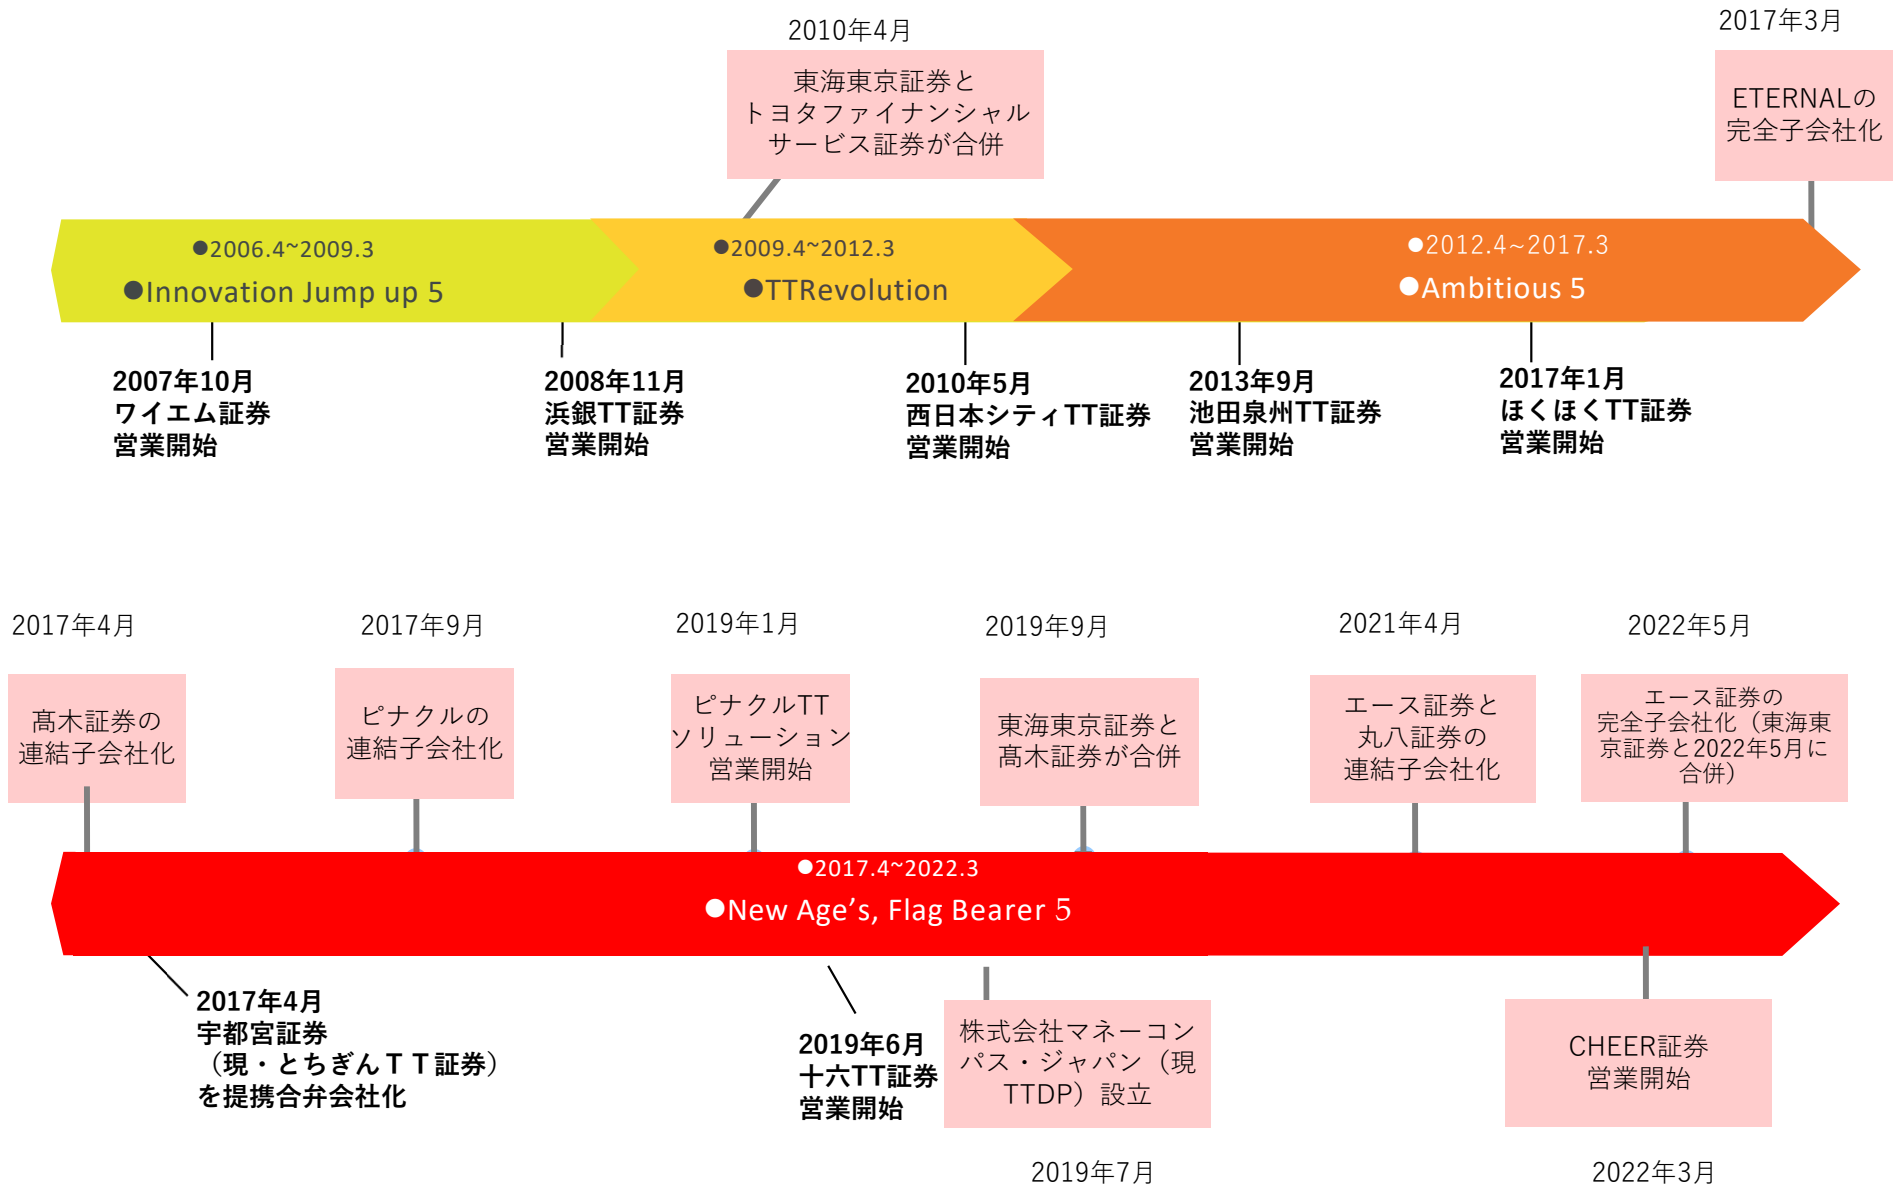 2010年4月
東海東京証券と
トヨタファイナンシャル
サービス証券が合併
2017年3月
ETERNALの
完全子会社化
●2006.4~2009.3
●Innovation Jump up 5
●2009.4~2012.3
●TTRevolution
●2012.4~2017.3
●Ambitious 5
2007年10月
ワイエム証券
営業開始
2008年11月
浜銀TT証券
営業開始
2010年5月
西日本シティTT証券
営業開始
2013年9月
池田泉州TT証券
営業開始
2017年1月
ほくほくTT証券
営業開始
2017年4月
髙木証券の
連結子会社化
2017年9月
ピナクルの
連結子会社化
2019年1月
ピナクルTT
ソリューション
営業開始
2019年9月
東海東京証券と
髙木証券が合併
2021年4月
エース証券と
丸八証券の
連結子会社化
2022年5月
エース証券の
完全子会社化（東海東
京証券と2022年5月に
合併）
●2017.4~2022.3
●New Age’s, Flag Bearer 5
2017年4月
宇都宮証券
（現・とちぎんＴＴ証券）
を提携合弁会社化
2019年6月
十六TT証券
営業開始
株式会社マネーコン
パス・ジャパン（現
TTDP）設立
2019年7月
CHEER証券
営業開始
2022年3月